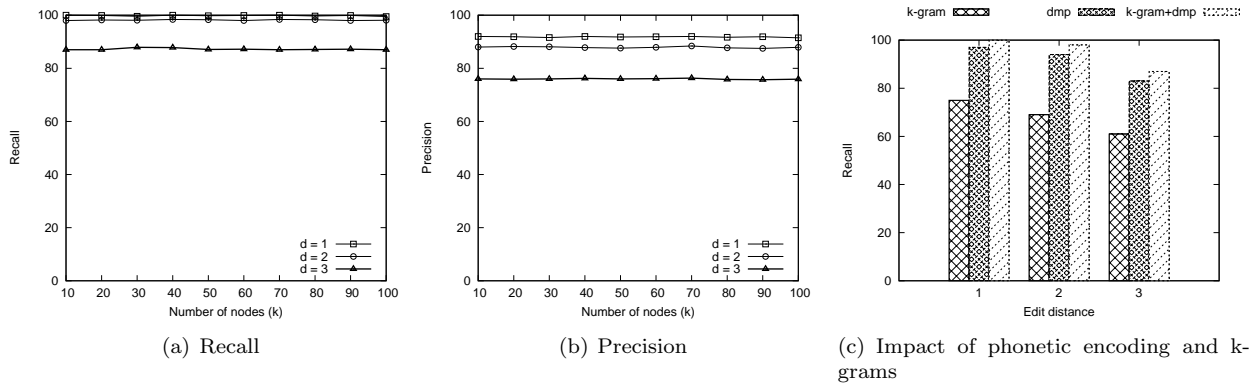 100
80
60
40
20
0
Recall
d = 1
d = 2
d = 3
10 20 30 40 50 60 70 80 90 100
Number of nodes (k)
(a) Recall
100
80
60
40
20
0
Precision
d = 1
d = 2
d = 3
10 20 30 40 50 60 70 80 90 100
Number of nodes (k)
(b) Precision
k-gram dmp k-gram+dmp
100
80
60
40
20
0
Recall
1 2 3
Edit distance
(c) Impact of phonetic encoding and k-
grams